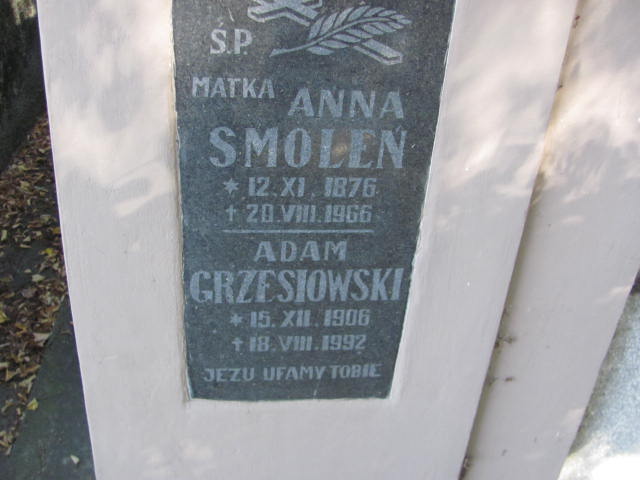 Ś.P.
MATKA ANNA
SMOLEŃ
* 12. XI. 1876
† 20. VIII. 1966
ADAM
GRZESIOWSKI
* 15. XII. 1906
† 18. VIII. 1992
JEZU UFAMY TOBIE